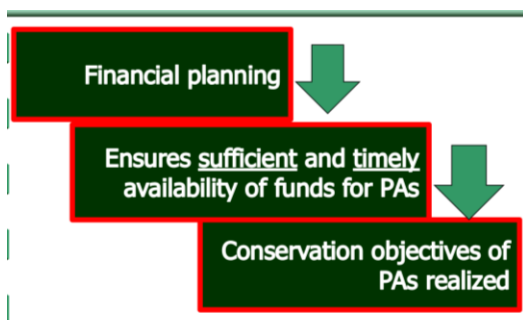 Financial planning
Ensures sufficient and timely
availability of funds for PAs
Conservation objectives of
PAs realized